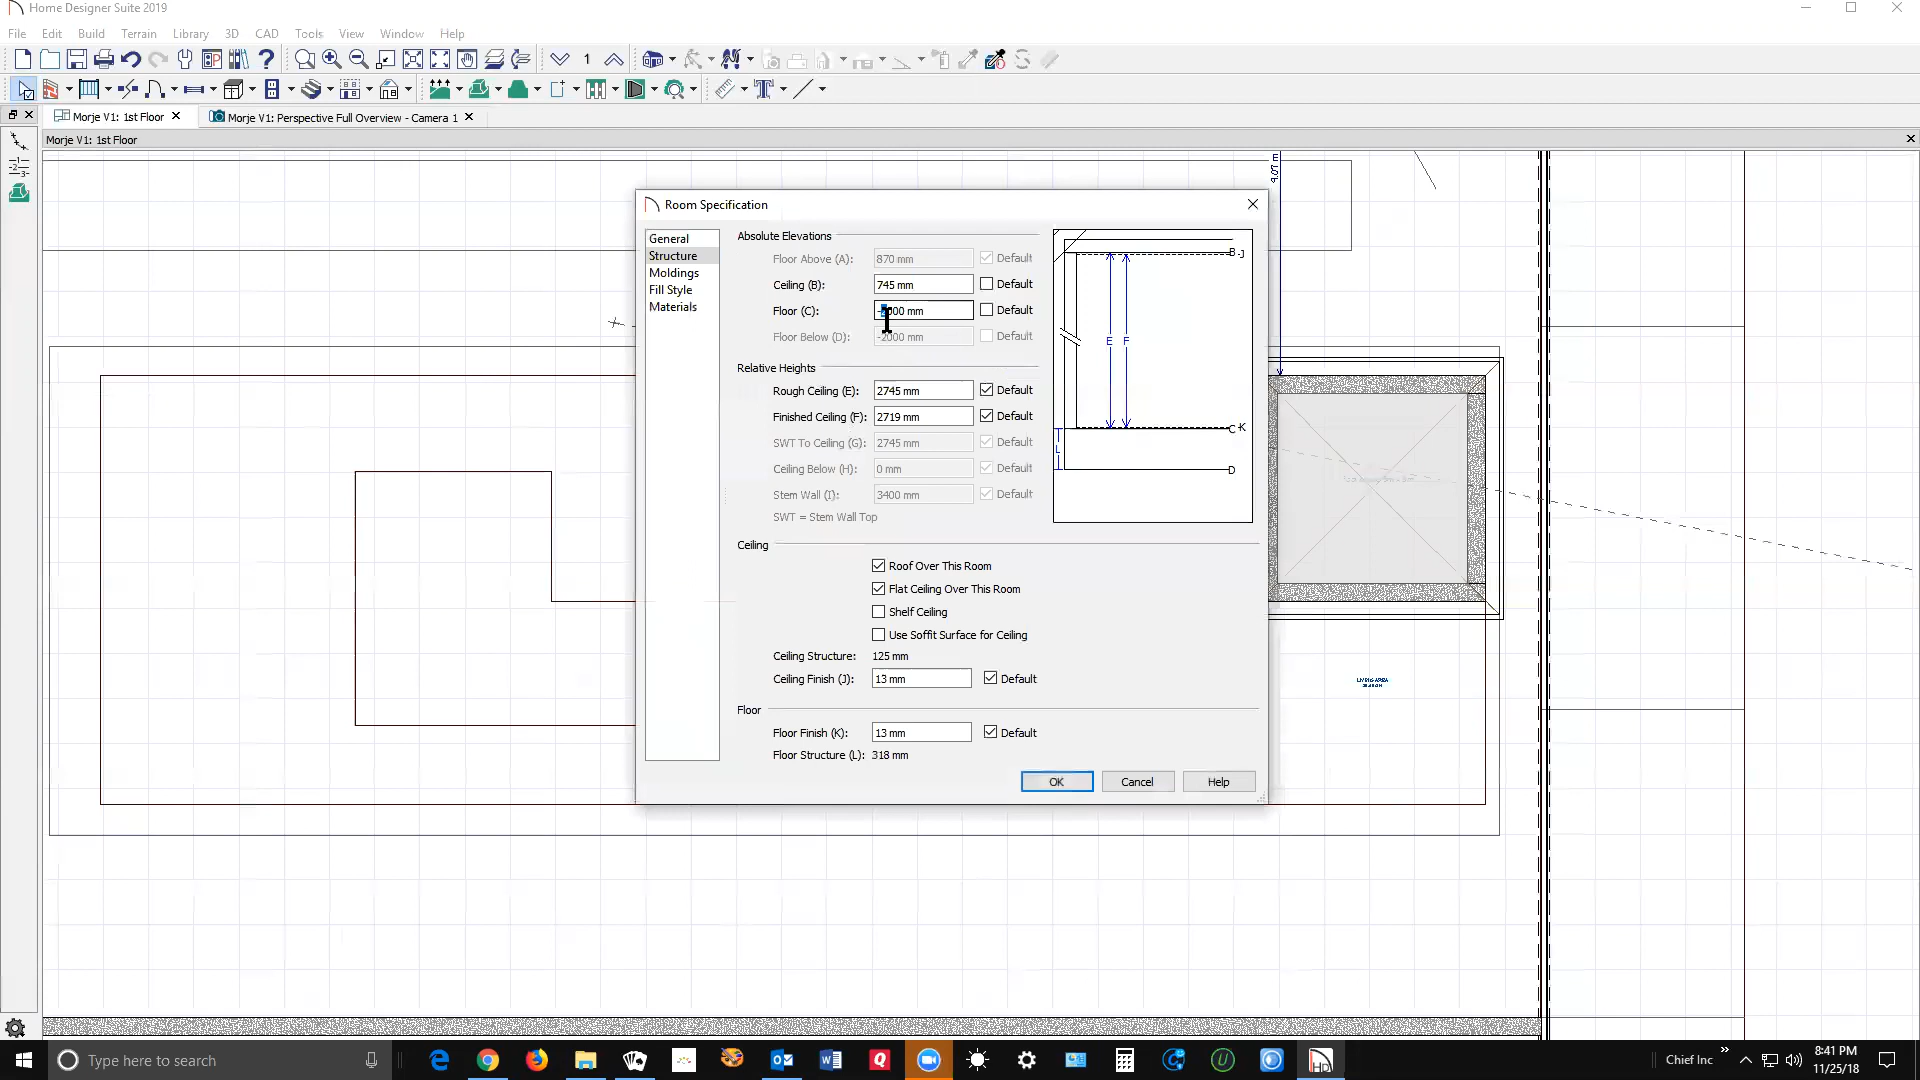 Home Designer Suite 2019
File Edit Build Terrain Library 3D CAD Tools View Window Help
1
Morje V1: 1st Floor
Morje V1: Perspective Full Overview - Camera 1
Morje V1: 1st Floor
Room Specification
General
Structure
Moldings
Fill Style
Materials
Absolute Elevations
Floor Above (A): 870 mm Default
Ceiling (B): 745 mm Default
Floor (C): 000 mm Default
Floor Below (D): -2000 mm Default
Relative Heights
Rough Ceiling (E): 2745 mm Default
Finished Ceiling (F): 2719 mm Default
SWT To Ceiling (G): 2745 mm Default
Ceiling Below (H): 0 mm Default
Stem Wall (I): 3400 mm Default
SWT = Stem Wall Top
B -J
E F
C -K
L
D
Ceiling
Roof Over This Room
Flat Ceiling Over This Room
Shelf Ceiling
Use Soffit Surface for Ceiling
Ceiling Structure: 125 mm
Ceiling Finish (J): 13 mm Default
Floor
Floor Finish (K): 13 mm Default
Floor Structure (L): 318 mm
OK Cancel Help
Type here to search
Chief Inc
8:41 PM
11/25/18